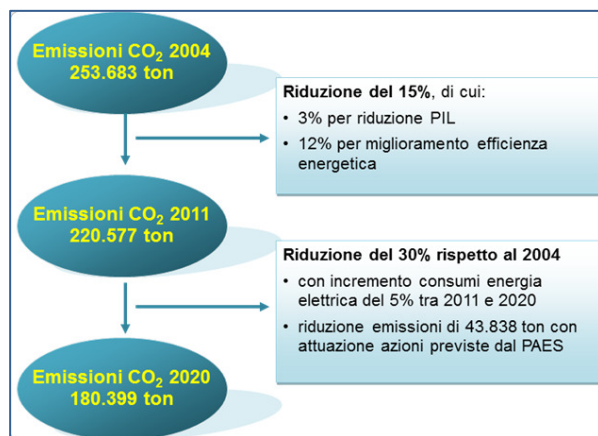 Emissioni CO₂ 2004
253.683 ton
Riduzione del 15%, di cui:
• 3% per riduzione PIL
• 12% per miglioramento efficienza
energetica
Emissioni CO₂ 2011
220.577 ton
Riduzione del 30% rispetto al 2004
• con incremento consumi energia
elettrica del 5% tra 2011 e 2020
• riduzione emissioni di 43.838 ton con
attuazione azioni previste dal PAES
Emissioni CO₂ 2020
180.399 ton